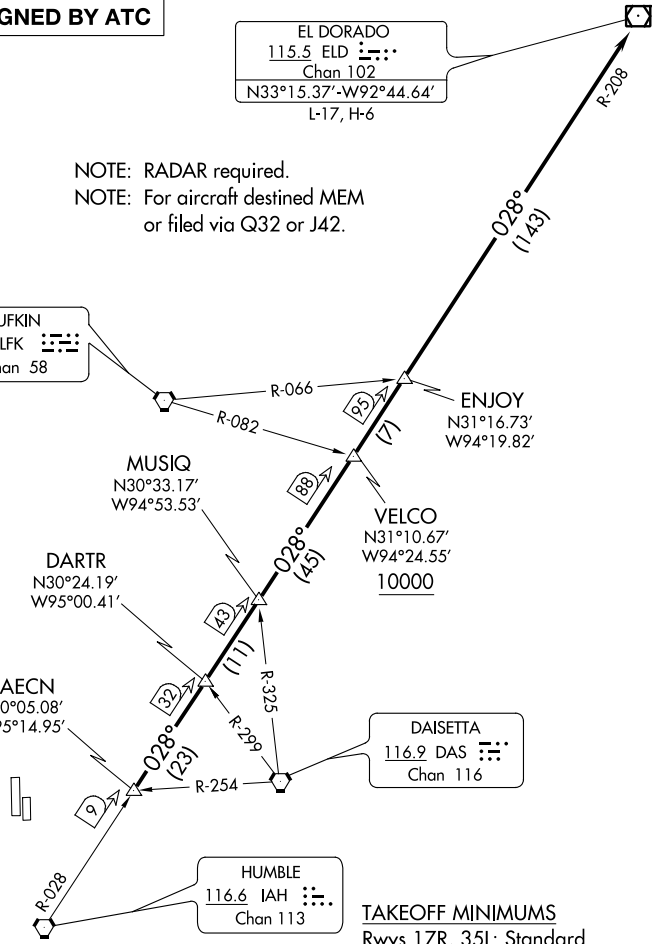 GNED BY ATC
EL DORADO
115.5 ELD
Chan 102
N33°15.37'-W92°44.64'
L-17, H-6
R-208
NOTE: RADAR required.
NOTE: For aircraft destined MEM
or filed via Q32 or J42.
028°
(143)
UFKIN
LFK
an 58
R-066
R-082
95
(7)
ENJOY
N31°16.73'
W94°19.82'
88
VELCO
N31°10.67'
W94°24.55'
10000
MUSIQ
N30°33.17'
W94°53.53'
028°
(45)
DARTR
N30°24.19'
W95°00.41'
43
(11)
R-325
32
R-299
AECN
0°05.08'
95°14.95'
028°
(23)
R-254
DAISETTA
116.9 DAS
Chan 116
9
R-028
HUMBLE
116.6 IAH
Chan 113
TAKEOFF MINIMUMS
Rwys 17R, 35L: Standard